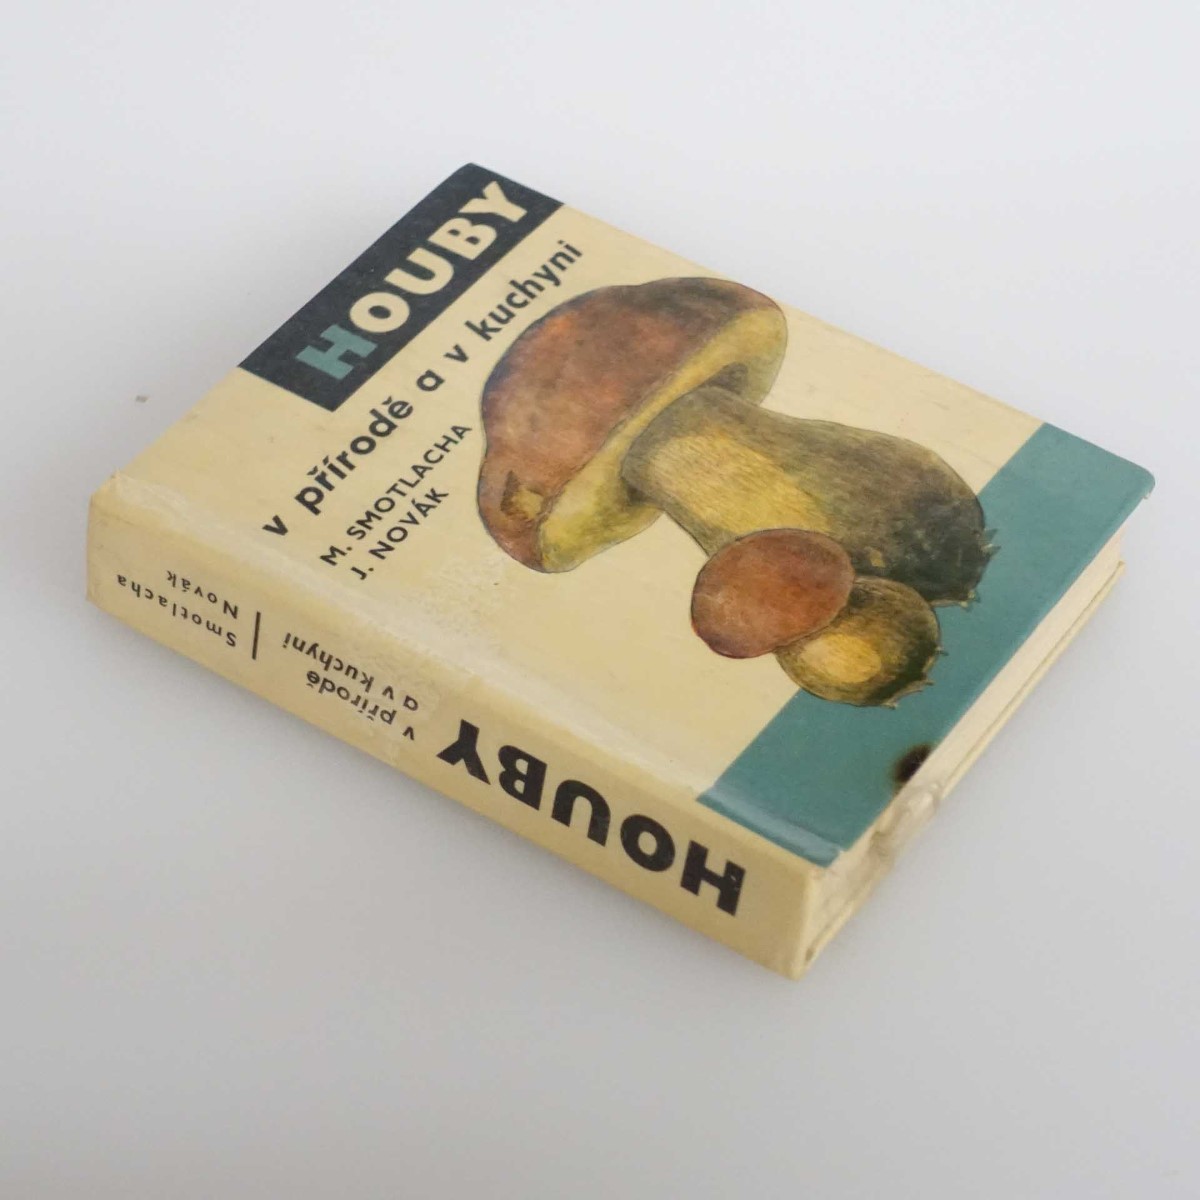 HOUBY
v přírodě a v kuchyni
M. SMOTLACHA
J. NOVÁK
Smotlacha
Novák
v přírodě
a v kuchyni
HOUBY